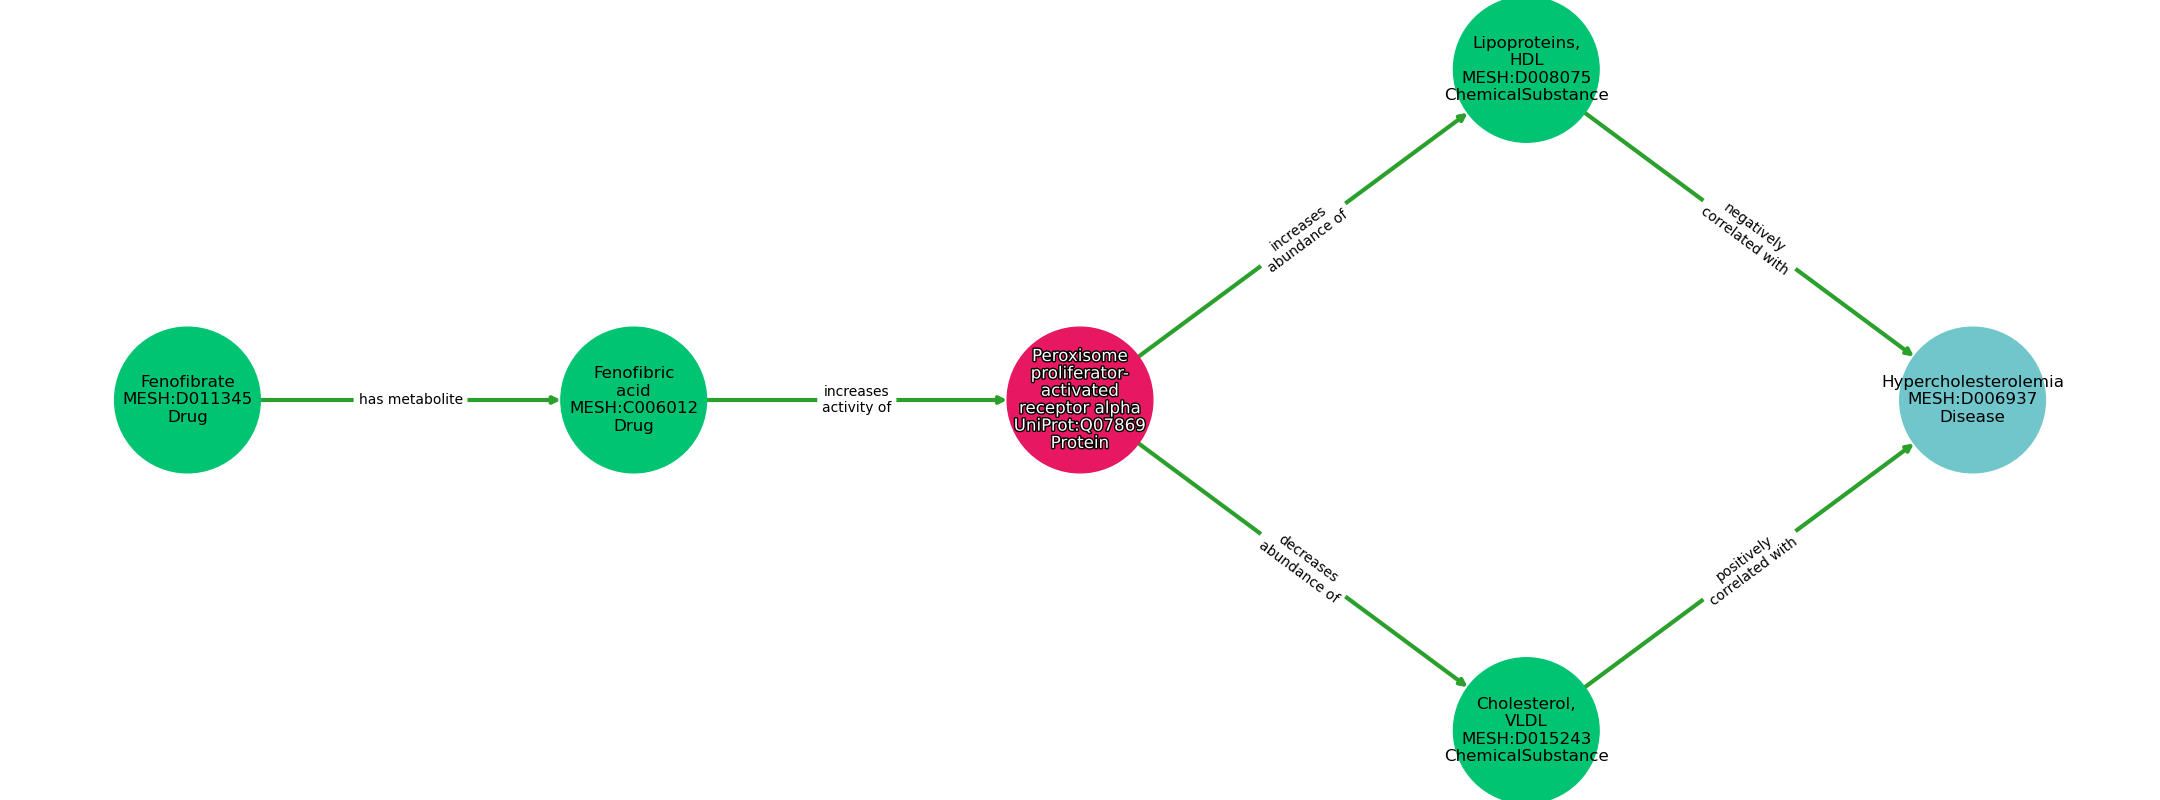 Fenofibrate
MESH:D011345
Drug
has metabolite
Fenofibric
acid
MESH:C006012
Drug
increases
activity of
Peroxisome
proliferator-
activated
receptor alpha
UniProt:Q07869
Protein
increases
abundance of
Lipoproteins,
HDL
MESH:D008075
ChemicalSubstance
negatively
correlated with
decreases
abundance of
Cholesterol,
VLDL
MESH:D015243
ChemicalSubstance
positively
correlated with
Hypercholesterolemia
MESH:D006937
Disease